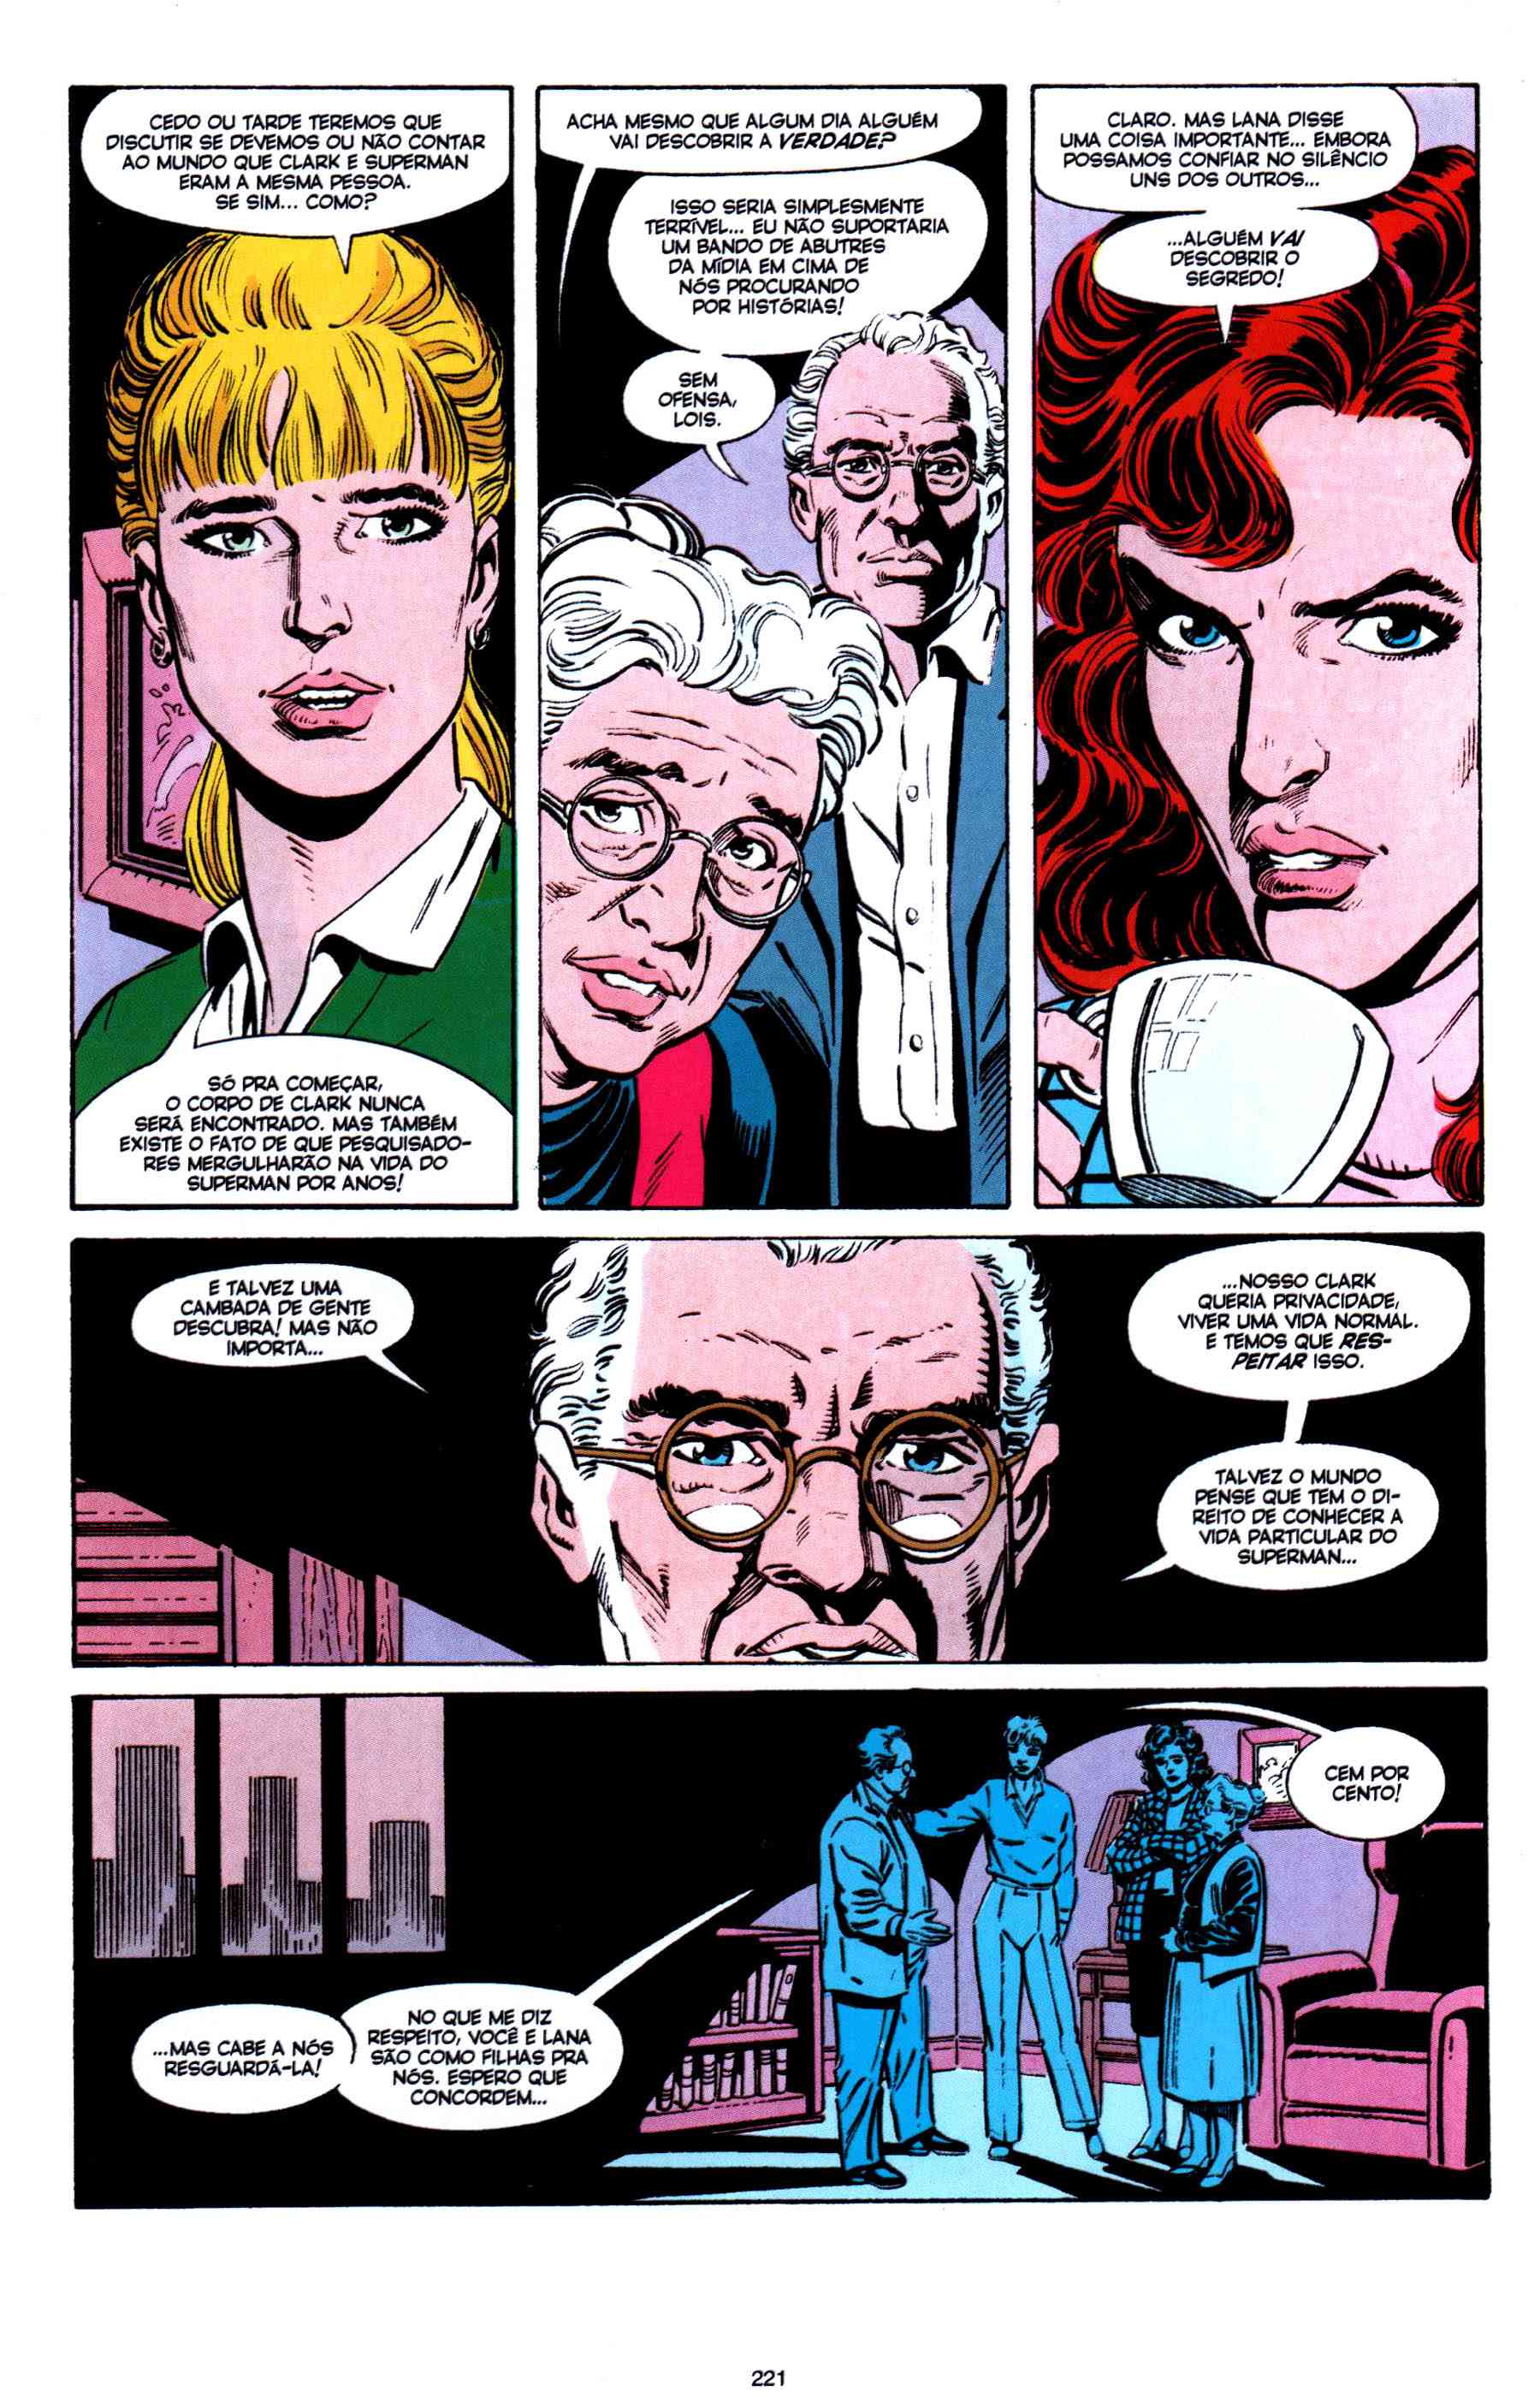 CEDO OU TARDE TEREMOS QUE
DISCUTIR SE DEVEMOS OU NÃO CONTAR
AO MUNDO QUE CLARK E SUPERMAN
ERAM A MESMA PESSOA.
SE SIM... COMO?
SÓ PRA COMEÇAR,
O CORPO DE CLARK NUNCA
SERÁ ENCONTRADO. MAS TAMBÉM
EXISTE O FATO DE QUE PESQUISADO-
RES MERGULHARÃO NA VIDA DO
SUPERMAN POR ANOS!
ACHA MESMO QUE ALGUM DIA ALGUÉM
VAI DESCOBRIR A VERDADE?
ISSO SERIA SIMPLESMENTE
TERRÍVEL... EU NÃO SUPORTARIA
UM BANDO DE ABUTRES
DA MÍDIA EM CIMA DE
NÓS PROCURANDO
POR HISTÓRIAS!
SEM
OFENSA,
LOIS.
CLARO. MAS LANA DISSE
UMA COISA IMPORTANTE... EMBORA
POSSAMOS CONFIAR NO SILÊNCIO
UNS DOS OUTROS...
...ALGUÉM VAI
DESCOBRIR O
SEGREDO!
E TALVEZ UMA
CAMBADA DE GENTE
DESCUBRA! MAS NÃO
IMPORTA...
...NOSSO CLARK
QUERIA PRIVACIDADE,
VIVER UMA VIDA NORMAL.
E TEMOS QUE RES-
PEITAR ISSO.
TALVEZ O MUNDO
PENSE QUE TEM O DI-
REITO DE CONHECER A
VIDA PARTICULAR DO
SUPERMAN...
...MAS CABE A NÓS
RESGUARDÁ-LA!
NO QUE ME DIZ
RESPEITO, VOCÊ E LANA
SÃO COMO FILHAS PRA
NÓS. ESPERO QUE
CONCORDEM...
CEM POR
CENTO!
221